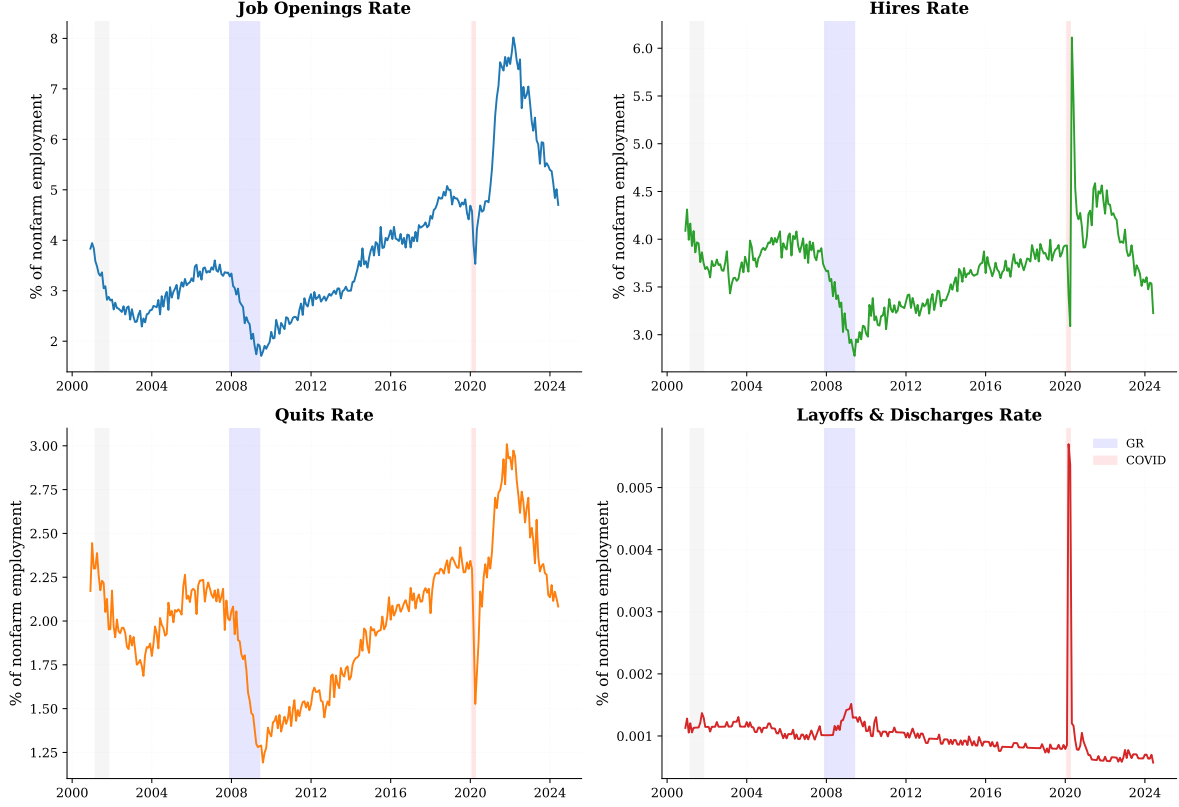 Job Openings Rate
% of nonfarm employment
8
7
6
5
4
3
2
2000 2004 2008 2012 2016 2020 2024
Hires Rate
% of nonfarm employment
6.0
5.5
5.0
4.5
4.0
3.5
3.0
2000 2004 2008 2012 2016 2020 2024
Quits Rate
% of nonfarm employment
3.00
2.75
2.50
2.25
2.00
1.75
1.50
1.25
2000 2004 2008 2012 2016 2020 2024
Layoffs & Discharges Rate
% of nonfarm employment
0.005
0.004
0.003
0.002
0.001
2000 2004 2008 2012 2016 2020 2024
GR
COVID